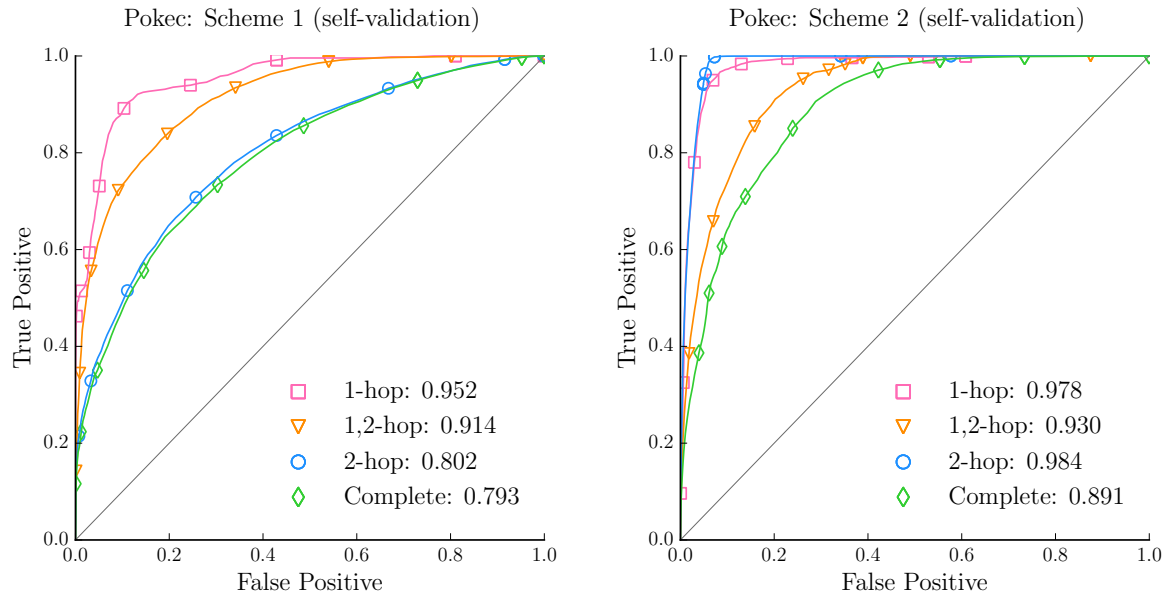 Pokec: Scheme 1 (self-validation)
1.0
0.8
0.6
0.4
0.2
0.0
True Positive
1-hop: 0.952
1,2-hop: 0.914
2-hop: 0.802
Complete: 0.793
0.0 0.2 0.4 0.6 0.8 1.0
False Positive
Pokec: Scheme 2 (self-validation)
1.0
0.8
0.6
0.4
0.2
0.0
True Positive
1-hop: 0.978
1,2-hop: 0.930
2-hop: 0.984
Complete: 0.891
0.0 0.2 0.4 0.6 0.8 1.0
False Positive